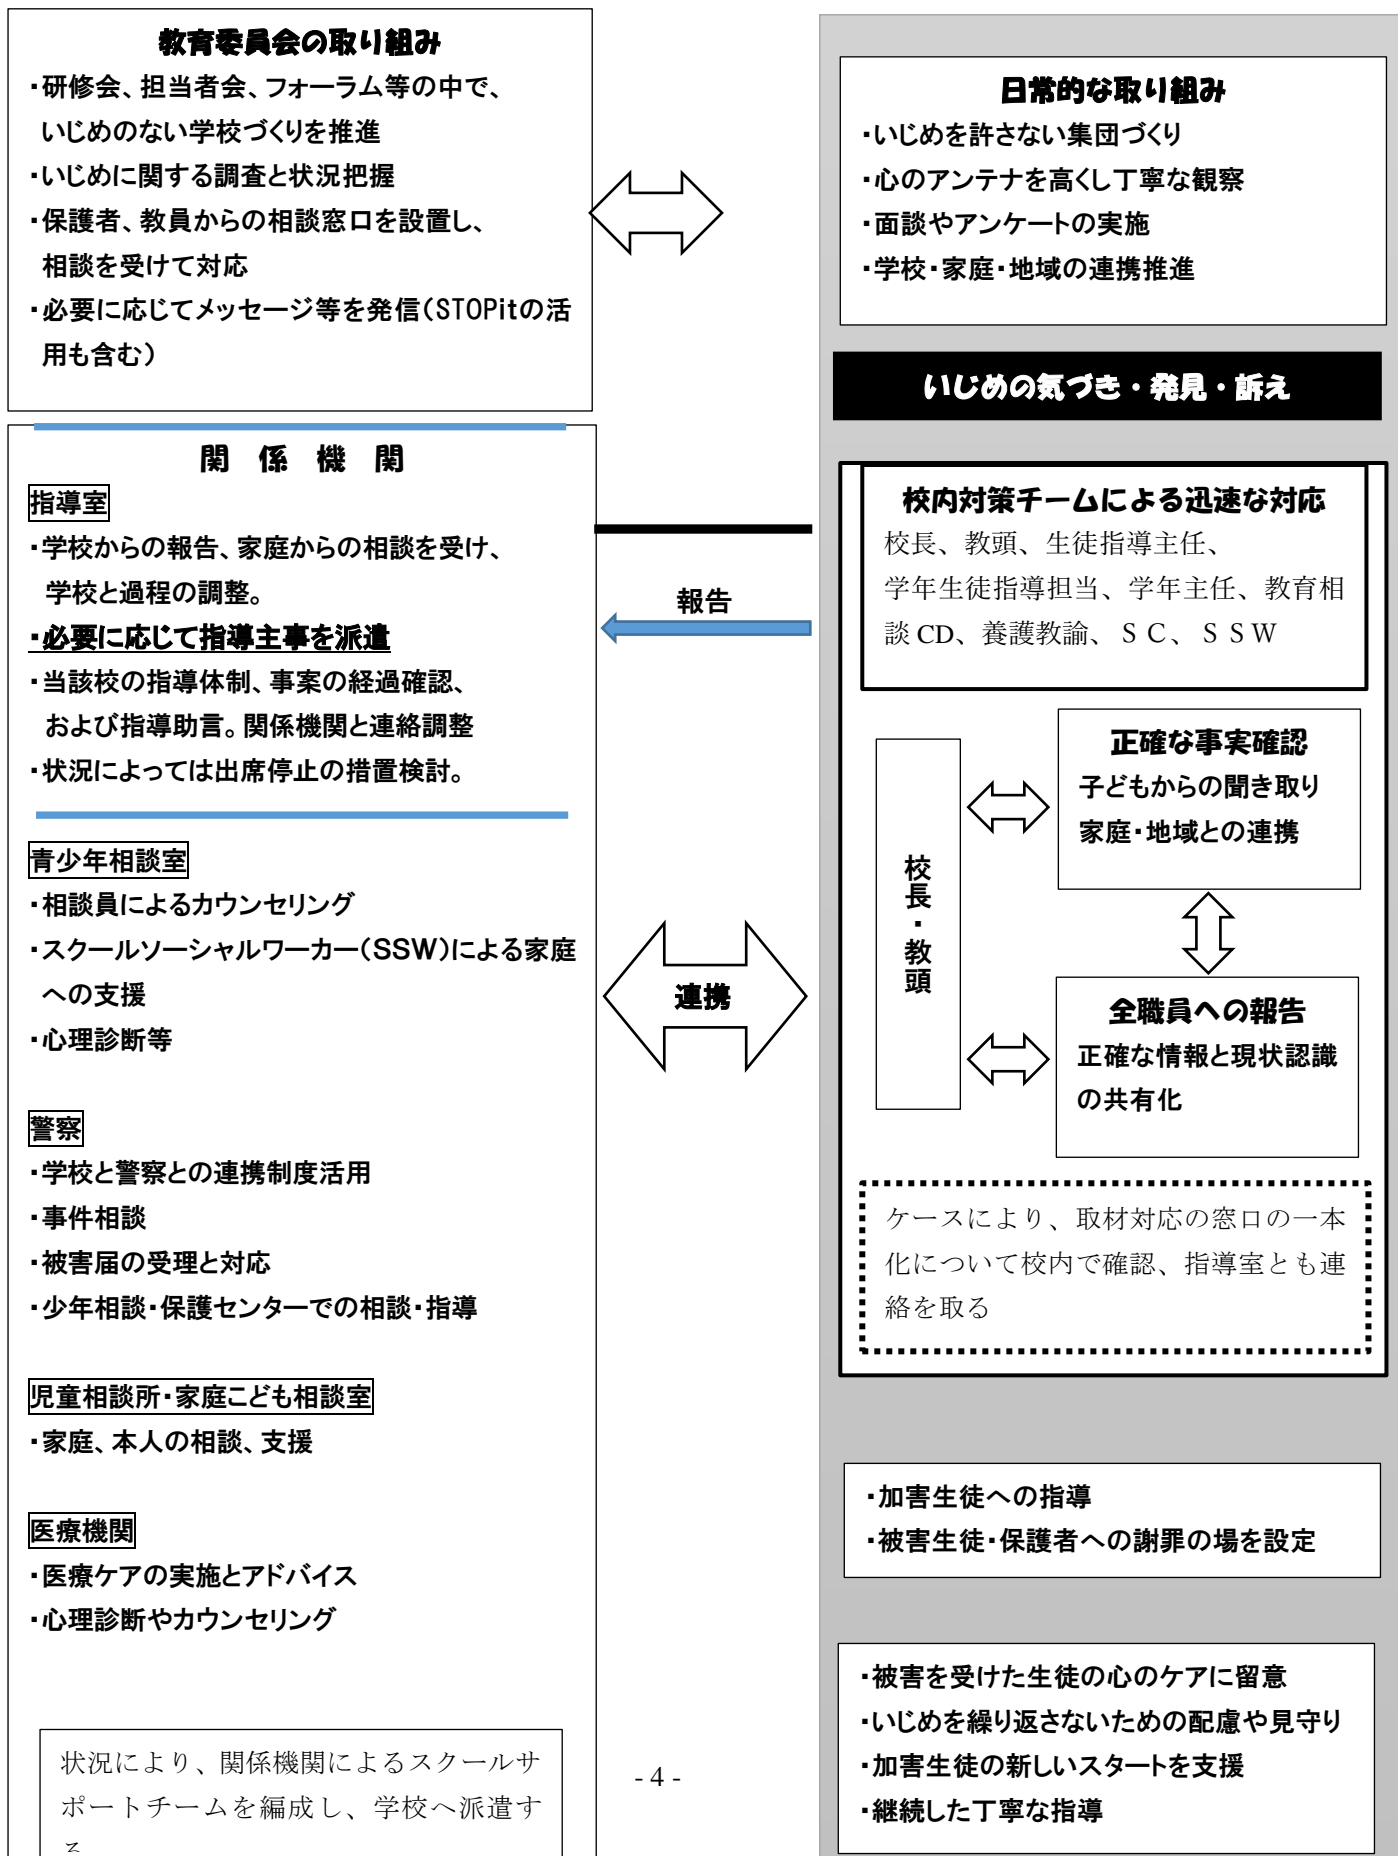 教育委員会の取り組み
・研修会、担当者会、フォーラム等の中で、
いじめのない学校づくりを推進
・いじめに関する調査と状況把握
・保護者、教員からの相談窓口を設置し、
相談を受けて対応
・必要に応じてメッセージ等を発信(STOPitの活
用も含む)
関 係 機 関
指導室
・学校からの報告、家庭からの相談を受け、
学校と過程の調整。
・必要に応じて指導主事を派遣
・当該校の指導体制、事案の経過確認、
および指導助言。関係機関と連絡調整
・状況によっては出席停止の措置検討。
青少年相談室
・相談員によるカウンセリング
・スクールソーシャルワーカー(SSW)による家庭
への支援
・心理診断等
警察
・学校と警察との連携制度活用
・事件相談
・被害届の受理と対応
・少年相談・保護センターでの相談・指導
児童相談所・家庭こども相談室
・家庭、本人の相談、支援
医療機関
・医療ケアの実施とアドバイス
・心理診断やカウンセリング
状況により、関係機関によるスクールサ
ポートチームを編成し、学校へ派遣す
報告
連携
日常的な取り組み
・いじめを許さない集団づくり
・心のアンテナを高くし丁寧な観察
・面談やアンケートの実施
・学校・家庭・地域の連携推進
いじめの気づき・発見・訴え
校内対策チームによる迅速な対応
校長、教頭、生徒指導主任、
学年生徒指導担当、学年主任、教育相
談 CD、養護教諭、ＳＣ、ＳＳＷ
校長・教頭
正確な事実確認
子どもからの聞き取り
家庭・地域との連携
全職員への報告
正確な情報と現状認識
の共有化
ケースにより、取材対応の窓口の一本
化について校内で確認、指導室とも連
絡を取る
・加害生徒への指導
・被害生徒・保護者への謝罪の場を設定
・被害を受けた生徒の心のケアに留意
・いじめを繰り返さないための配慮や見守り
・加害生徒の新しいスタートを支援
・継続した丁寧な指導
- 4 -